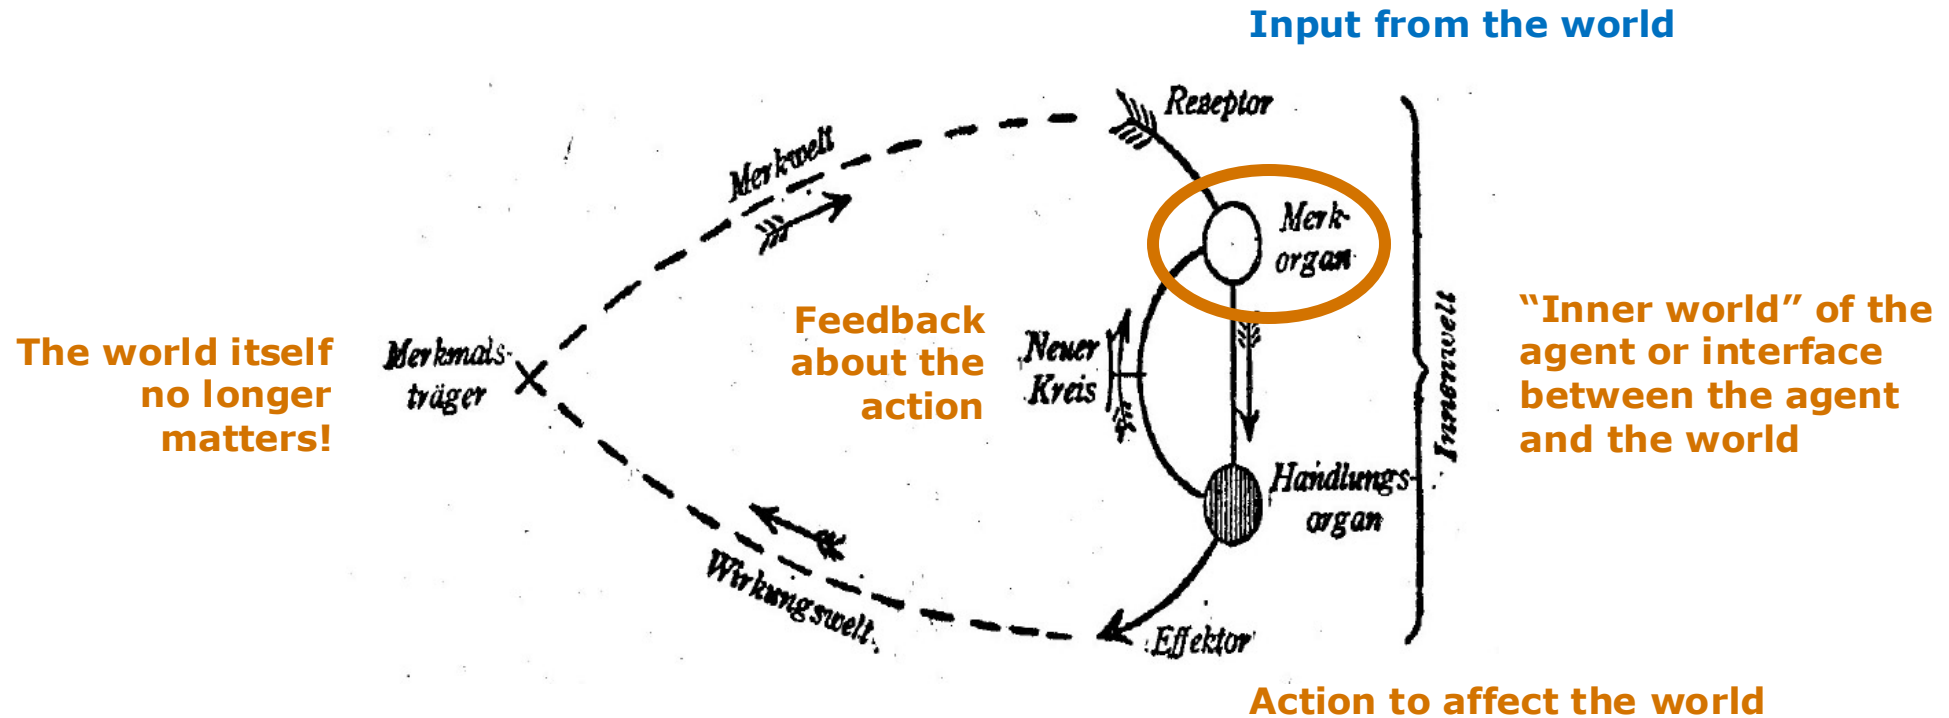 Input from the world
Rezeptor
Merkwelt
Merk-
organ
“Inner world” of the
agent or interface
between the agent
and the world
Feedback
about the
action
The world itself
no longer
matters!
Merkmals-
träger
Neuer
Kreis
Innenwelt
Handlungs-
organ
Wirkungswelt.
Effektor
Action to affect the world